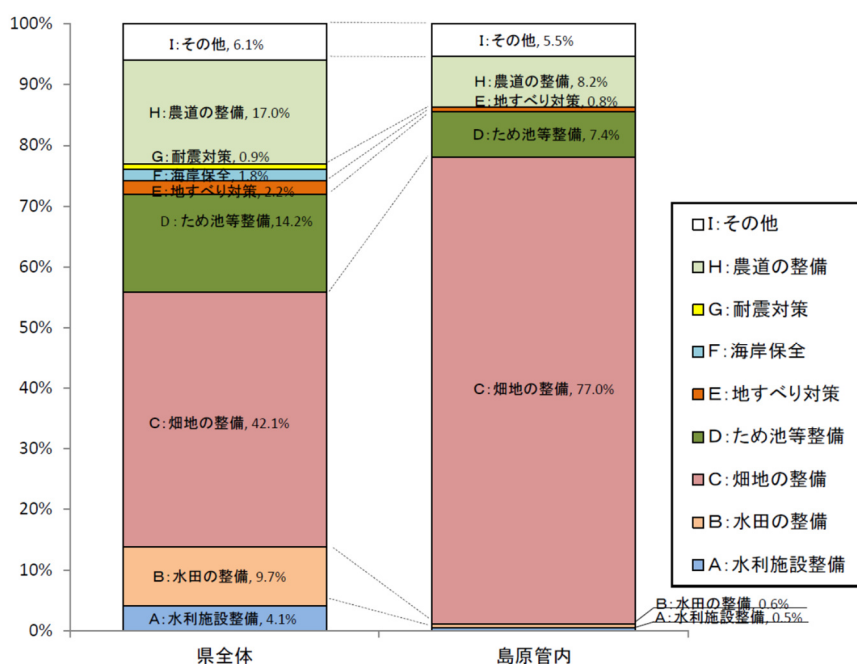 100%
90%
80%
70%
60%
50%
40%
30%
20%
10%
0%
I:その他, 6.1%
H:農道の整備, 17.0%
G:耐震対策, 0.9%
F:海岸保全, 1.8%
E:地すべり対策, 2.2%
D:ため池等整備,14.2%
C:畑地の整備, 42.1%
B:水田の整備, 9.7%
A:水利施設整備, 4.1%
県全体
I:その他, 5.5%
H:農道の整備, 8.2%
E:地すべり対策, 0.8%
D:ため池等整備, 7.4%
C:畑地の整備, 77.0%
B:水田の整備, 0.6%
A:水利施設整備, 0.5%
島原管内
I:その他
H:農道の整備
G:耐震対策
F:海岸保全
E:地すべり対策
D:ため池等整備
C:畑地の整備
B:水田の整備
A:水利施設整備